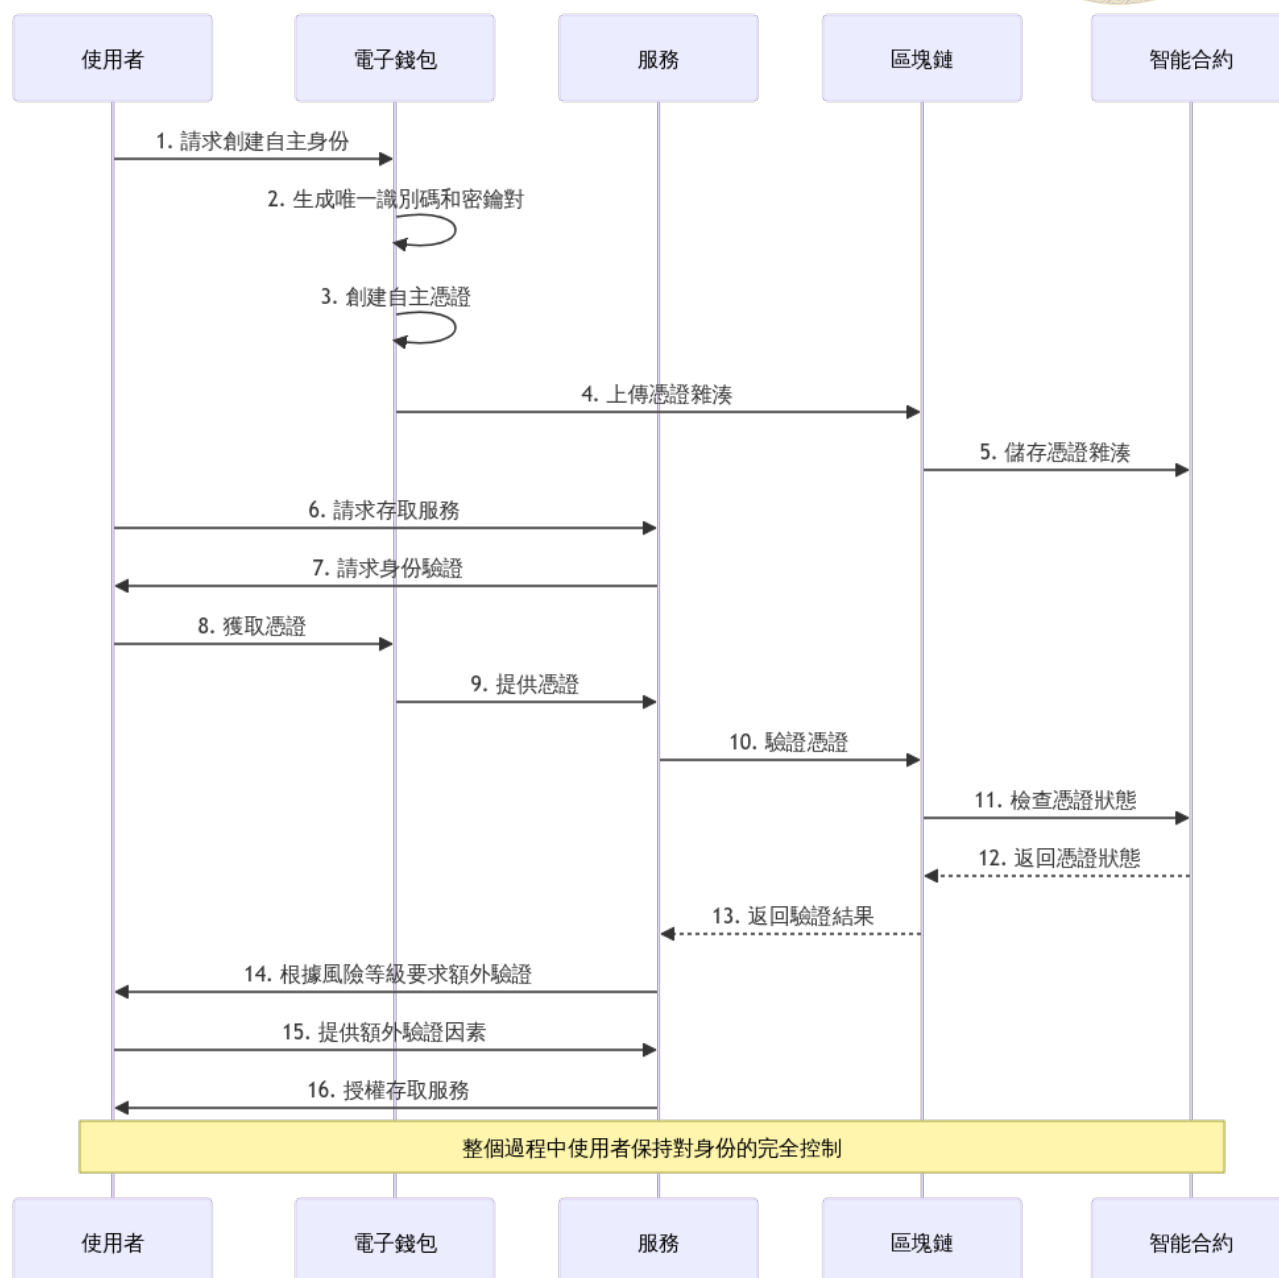 使用者 電子錢包 服務 區塊鏈 智能合約
1. 請求創建自主身份
2. 生成唯一識別碼和密鑰對
3. 創建自主憑證
4. 上傳憑證雜湊
5. 儲存憑證雜湊
6. 請求存取服務
7. 請求身份驗證
8. 獲取憑證
9. 提供憑證
10. 驗證憑證
11. 檢查憑證狀態
12. 返回憑證狀態
13. 返回驗證結果
14. 根據風險等級要求額外驗證
15. 提供額外驗證因素
16. 授權存取服務
整個過程中使用者保持對身份的完全控制
使用者 電子錢包 服務 區塊鏈 智能合約